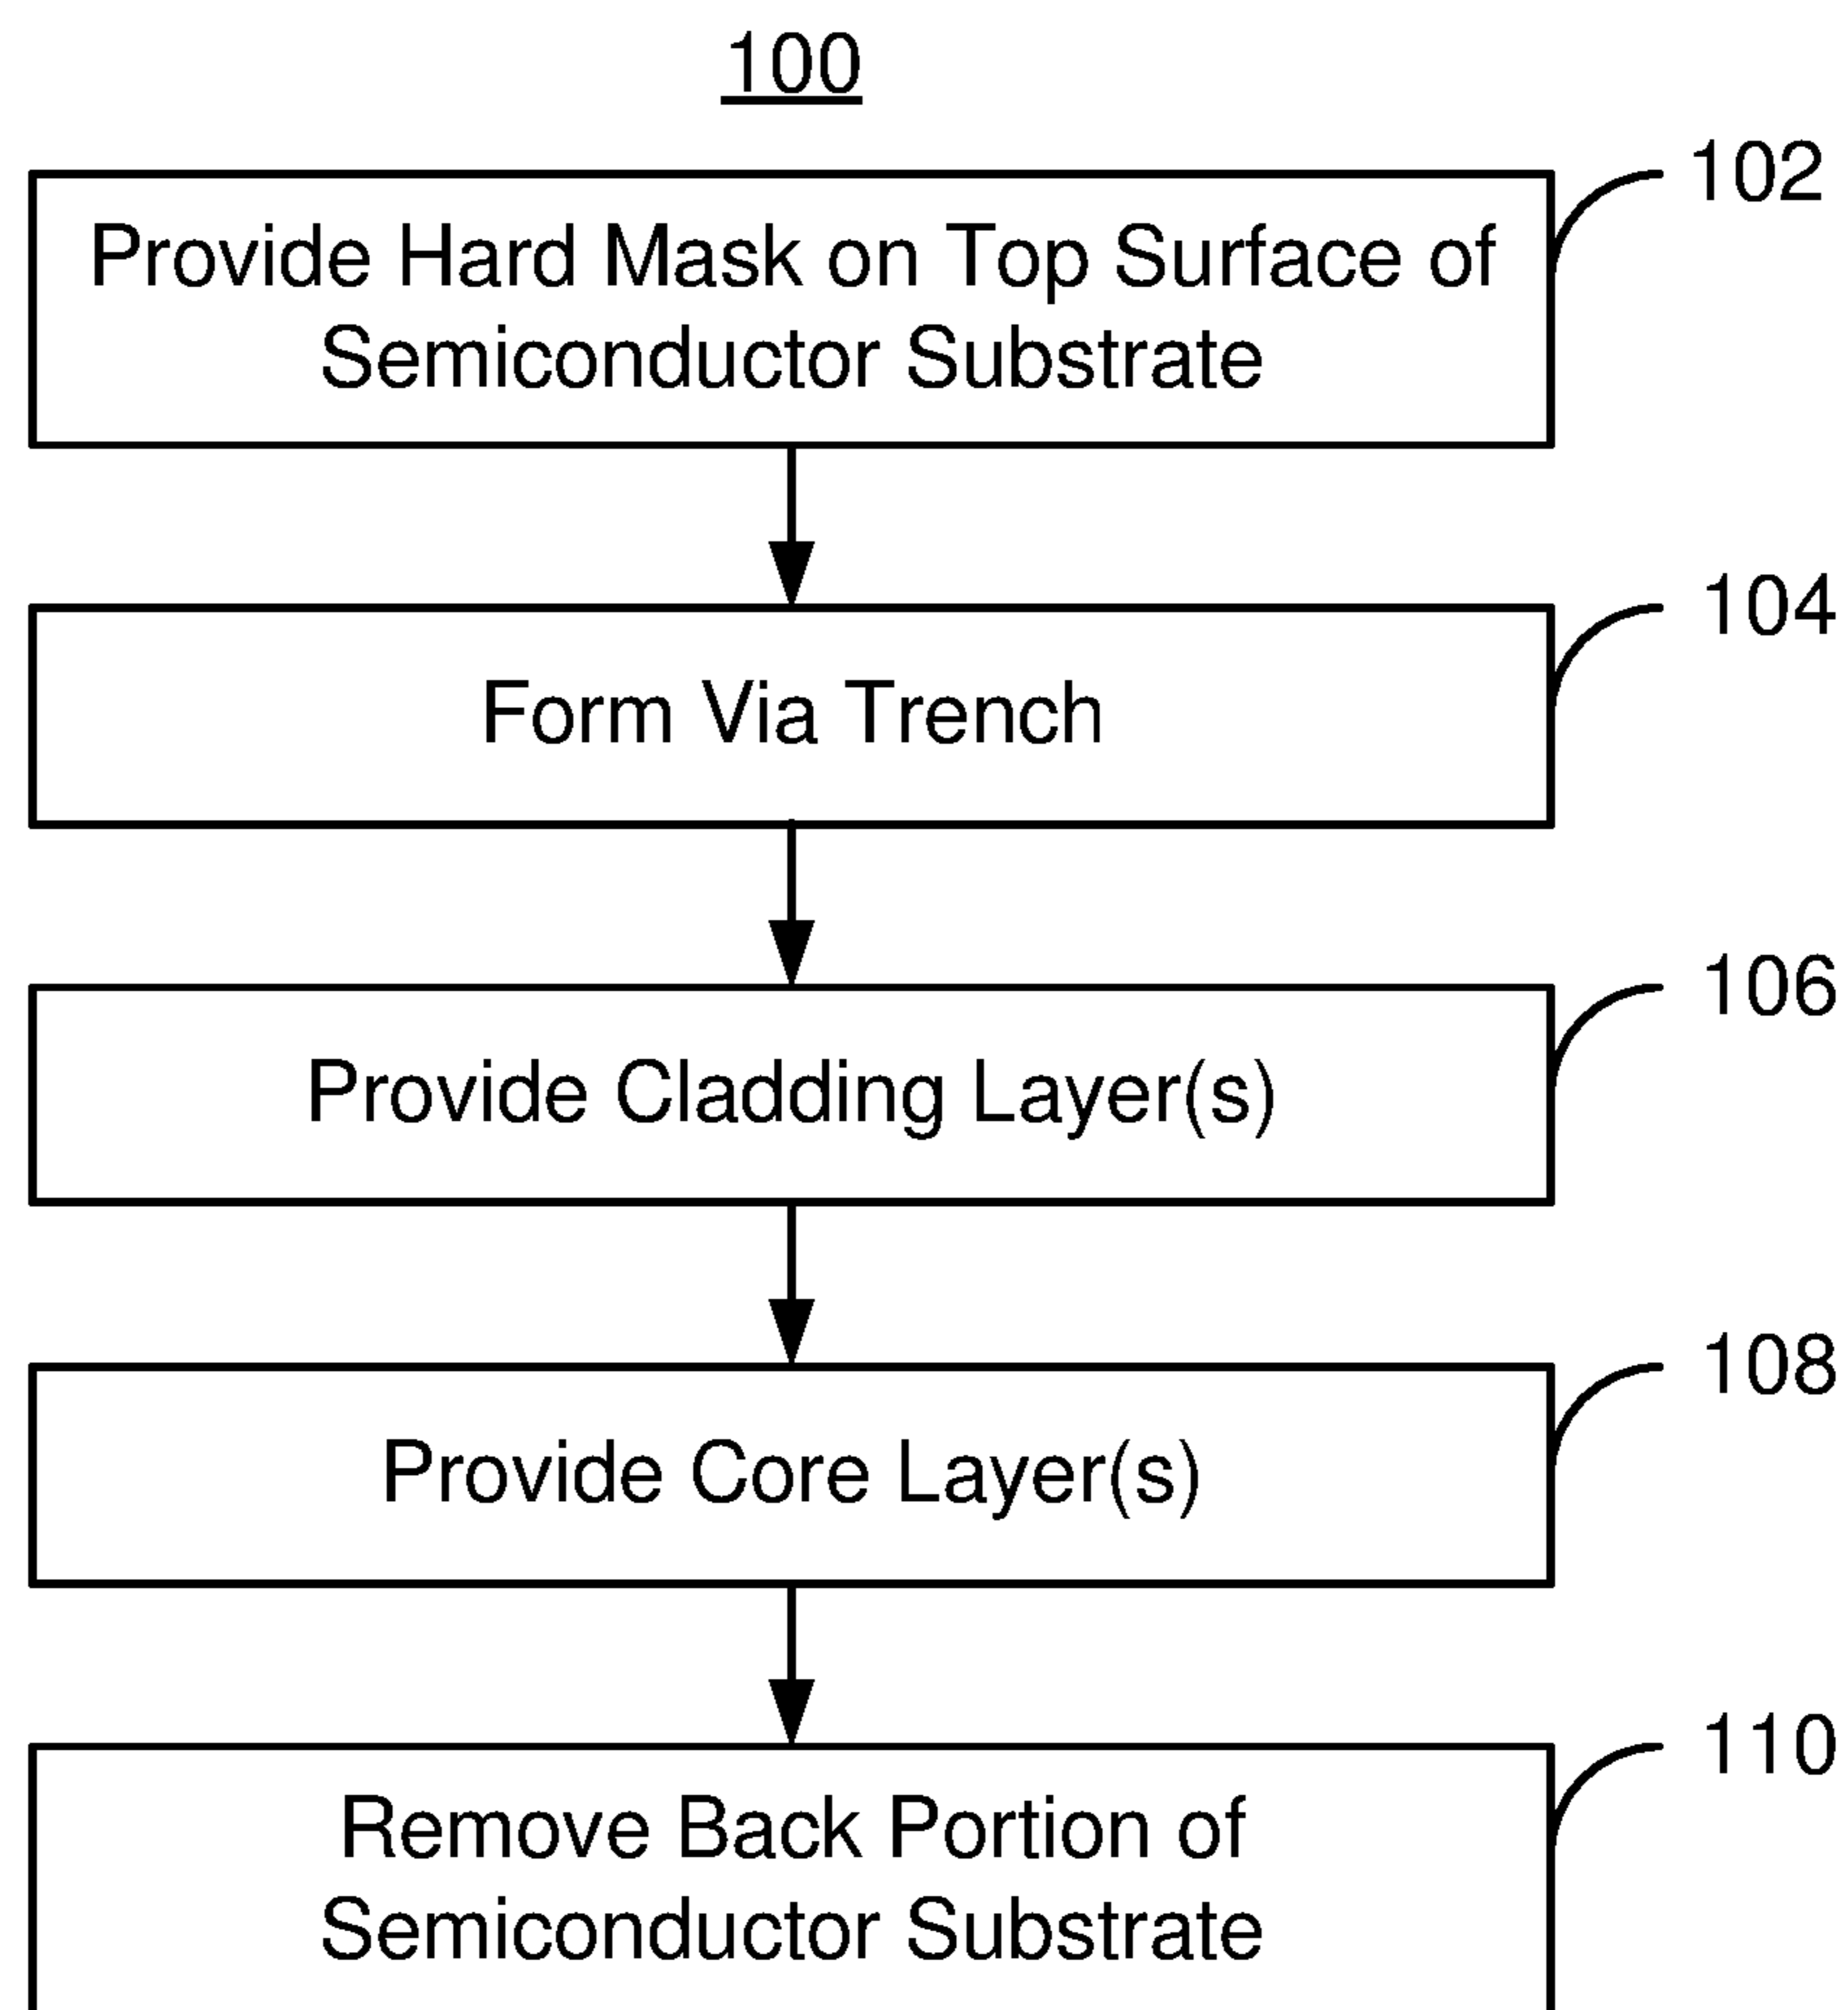 100
102
Provide Hard Mask on Top Surface of
Semiconductor Substrate
104
Form Via Trench
106
Provide Cladding Layer(s)
108
Provide Core Layer(s)
110
Remove Back Portion of
Semiconductor Substrate